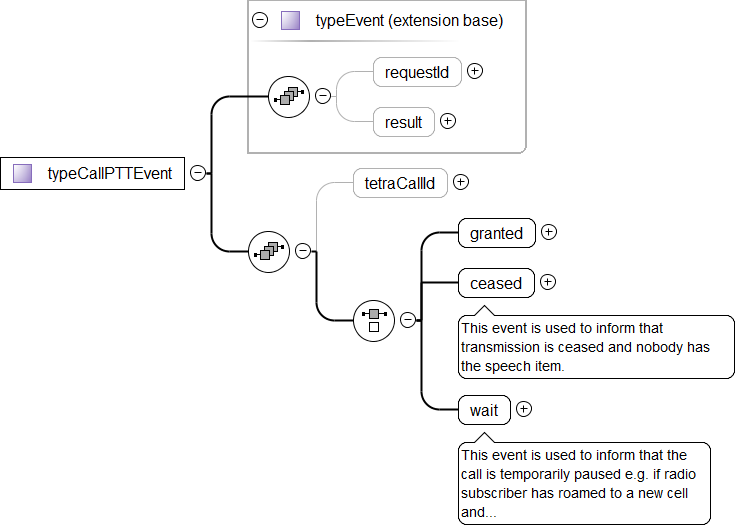 typeEvent (extension base)
requestId
result
typeCallPTTEvent
tetraCallId
granted
ceased
This event is used to inform that
transmission is ceased and nobody has
the speech item.
wait
This event is used to inform that the
call is temporarily paused e.g. if radio
subscriber has roamed to a new cell
and...